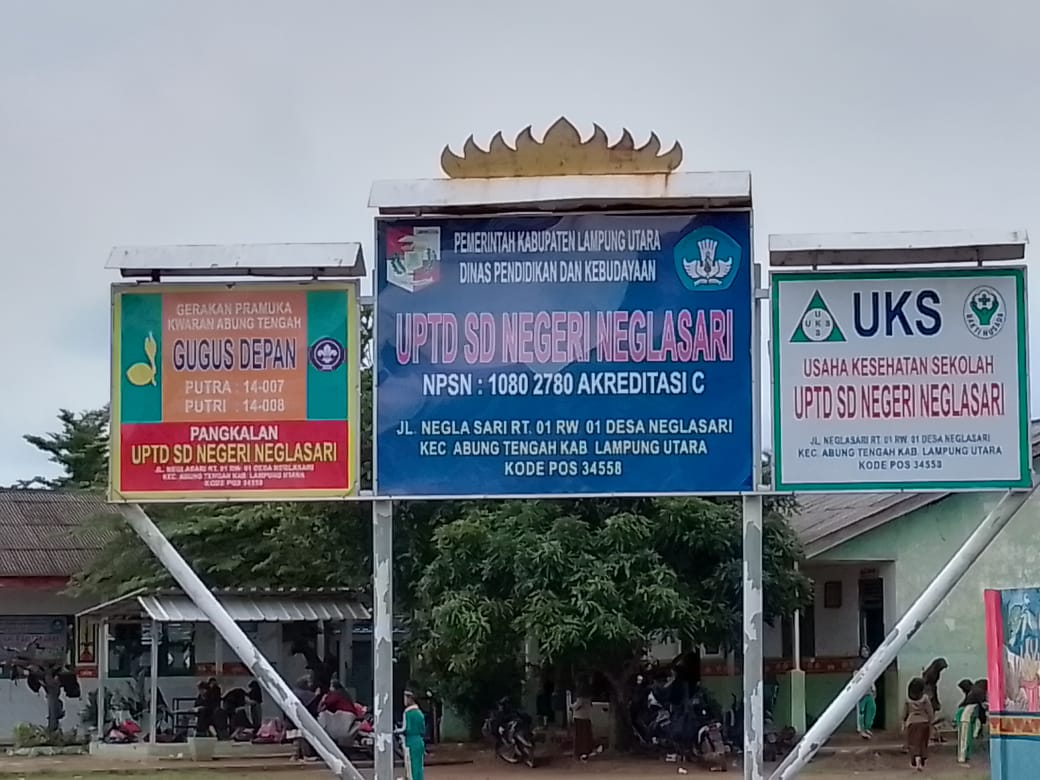 GERAKAN PRAMUKA
KWARAN ABUNG TENGAH
GUGUS DEPAN
PUTRA : 14-007
PUTRI : 14-008
PANGKALAN
UPTD SD NEGERI NEGLASARI
JL. NEGLASARI RT. 01 RW. 01 DESA NEGLASARI
KEC. ABUNG TENGAH KAB. LAMPUNG UTARA
KODE POS 34558
PEMERINTAH KABUPATEN LAMPUNG UTARA
DINAS PENDIDIKAN DAN KEBUDAYAAN
UPTD SD NEGERI NEGLASARI
NPSN : 1080 2780 AKREDITASI C
JL. NEGLA SARI RT. 01 RW 01 DESA NEGLASARI
KEC ABUNG TENGAH KAB LAMPUNG UTARA
KODE POS 34558
UKS
UKS
BAKTI HUSADA
USAHA KESEHATAN SEKOLAH
UPTD SD NEGERI NEGLASARI
JL. NEGLASARI RT. 01 RW. 01 DESA NEGLASARI
KEC. ABUNG TENGAH KAB. LAMPUNG UTARA
KODE POS 34558